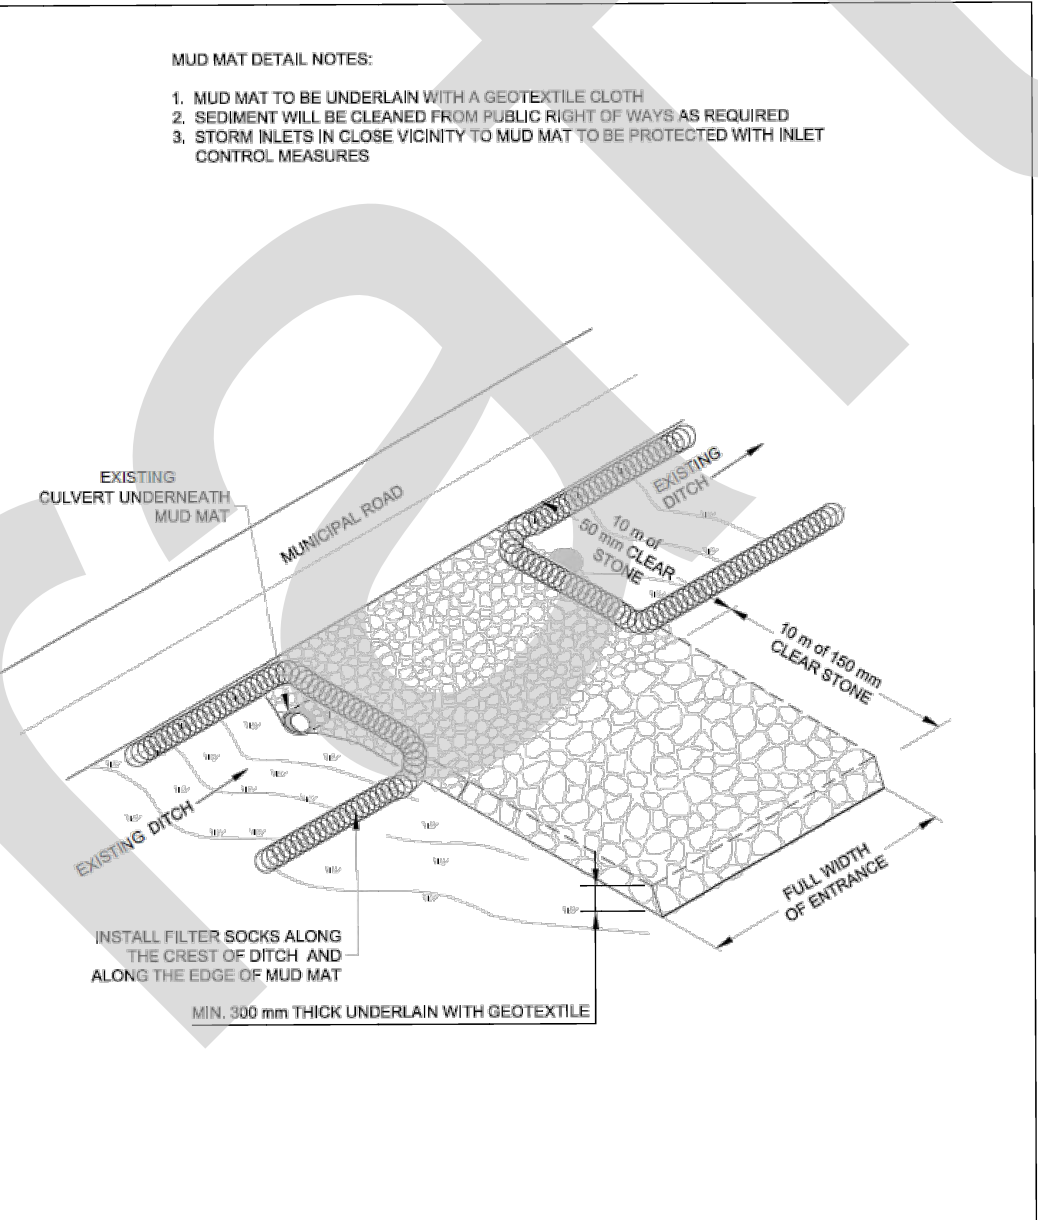 MUD MAT DETAIL NOTES:
1. MUD MAT TO BE UNDERLAIN WITH A GEOTEXTILE CLOTH
2. SEDIMENT WILL BE CLEANED FROM PUBLIC RIGHT OF WAYS AS REQUIRED
3. STORM INLETS IN CLOSE VICINITY TO MUD MAT TO BE PROTECTED WITH INLET
CONTROL MEASURES
EXISTING
CULVERT UNDERNEATH
MUD MAT
MUNICIPAL ROAD
EXISTING
DITCH
10 m of
50 mm CLEAR
STONE
10 m of 150 mm
CLEAR STONE
EXISTING DITCH
FULL WIDTH
OF ENTRANCE
INSTALL FILTER SOCKS ALONG
THE CREST OF DITCH AND
ALONG THE EDGE OF MUD MAT
MIN. 300 mm THICK UNDERLAIN WITH GEOTEXTILE